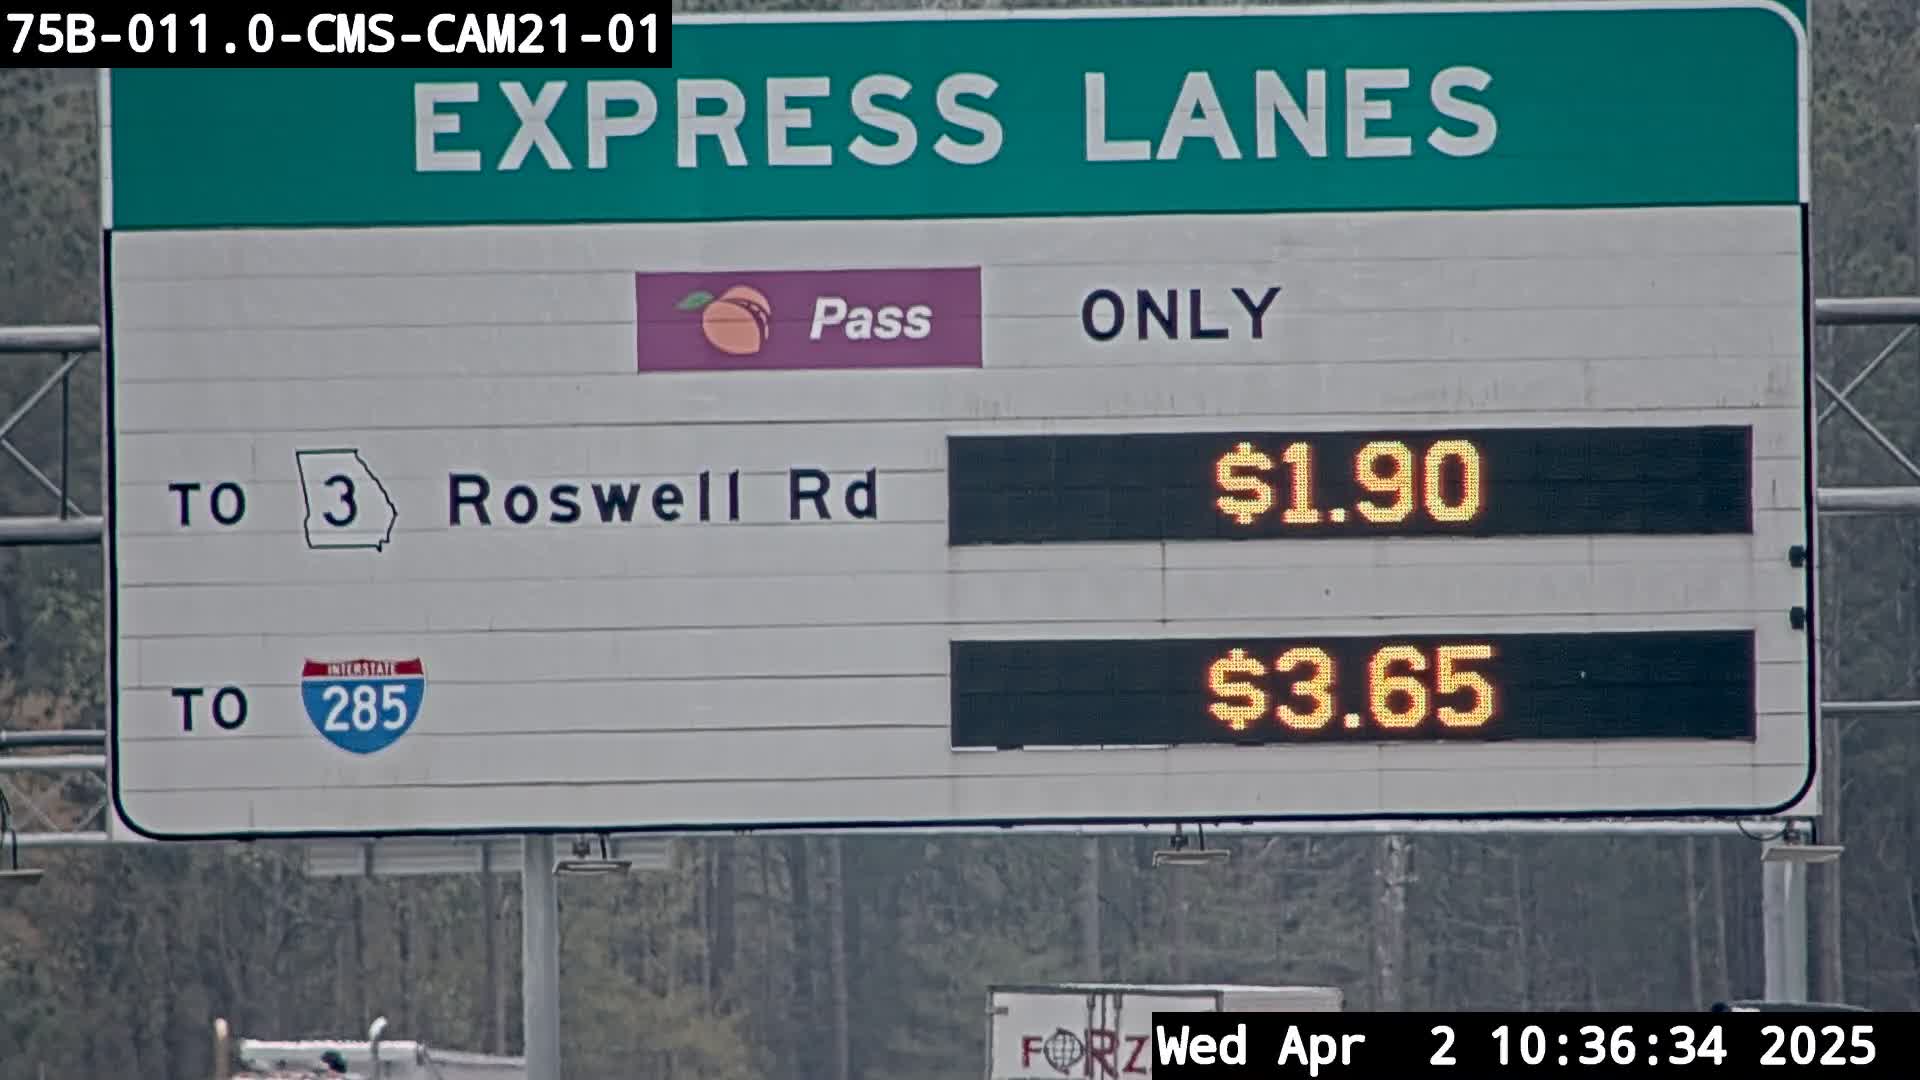 75B-011.0-CMS-CAM21-01
EXPRESS LANES
Pass ONLY
TO 3 Roswell Rd $1.90
INTERSTATE
TO 285 $3.65
FORZ
Wed Apr 2 10:36:34 2025